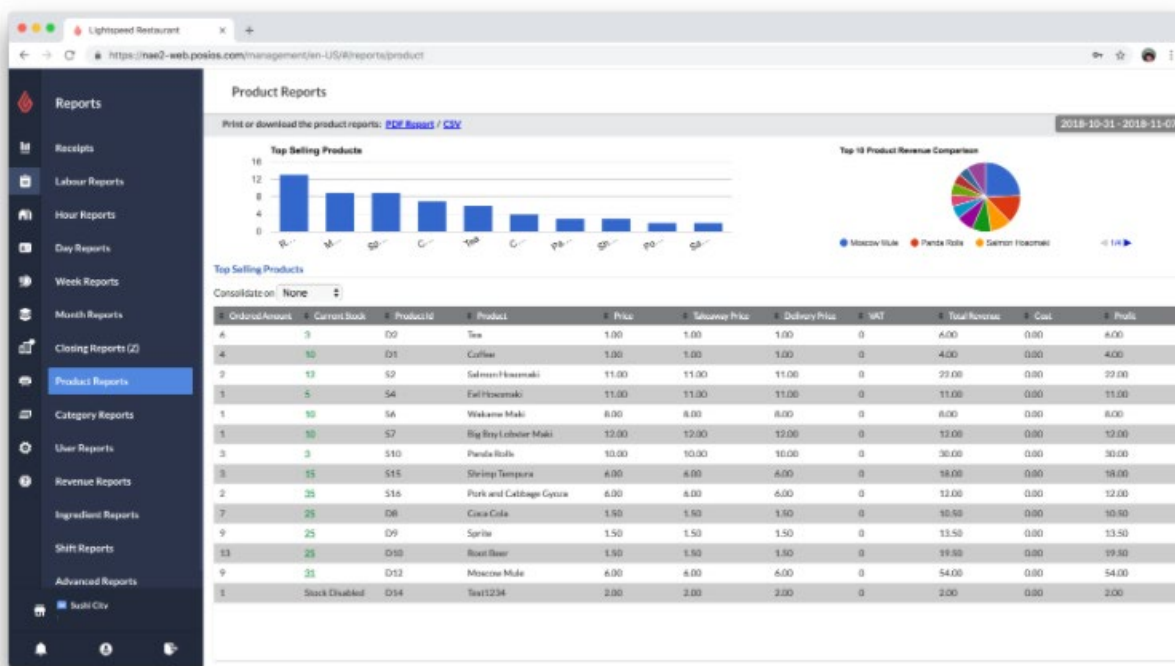 Lightspeed Restaurant
https://nae2-web.posios.com/management/en-US/#/reports/product
Reports
Receipts
Labour Reports
Hour Reports
Day Reports
Week Reports
Month Reports
Closing Reports (2)
Product Reports
Category Reports
User Reports
Revenue Reports
Ingredient Reports
Shift Reports
Advanced Reports
Sushi City
Product Reports
Print or download the product reports: PDF Report / CSV
2018-10-31 - 2018-11-07
Top Selling Products
16
12
8
4
0
R... M... Sp... C... Tea C... Pa... Sh... Po... Sa...
Top 10 Product Revenue Comparison
Moscow Mule Panda Rolls Salmon Hosomaki 1/4
Top Selling Products
Consolidate on None
Ordered Amount Current Stock Product Id Product Price Takeaway Price Delivery Price VAT Total Revenue Cost Profit
6 3 D2 Tea 1.00 1.00 1.00 0 6.00 0.00 6.00
4 10 D1 Coffee 1.00 1.00 1.00 0 4.00 0.00 4.00
2 12 S2 Salmon Hosomaki 11.00 11.00 11.00 0 22.00 0.00 22.00
1 5 S4 Eel Hosomaki 11.00 11.00 11.00 0 11.00 0.00 11.00
1 10 S6 Wakame Maki 8.00 8.00 8.00 0 8.00 0.00 8.00
1 10 S7 Big Boy Lobster Maki 12.00 12.00 12.00 0 12.00 0.00 12.00
3 3 S10 Panda Rolls 10.00 10.00 10.00 0 30.00 0.00 30.00
3 15 S15 Shrimp Tempura 6.00 6.00 6.00 0 18.00 0.00 18.00
2 35 S16 Pork and Cabbage Gyoza 6.00 6.00 6.00 0 12.00 0.00 12.00
7 25 D8 Coca Cola 1.50 1.50 1.50 0 10.50 0.00 10.50
9 25 D9 Sprite 1.50 1.50 1.50 0 13.50 0.00 13.50
13 25 D10 Root Beer 1.50 1.50 1.50 0 19.50 0.00 19.50
9 31 D12 Moscow Mule 6.00 6.00 6.00 0 54.00 0.00 54.00
1 Stock Disabled D14 Test1234 2.00 2.00 2.00 0 2.00 0.00 2.00